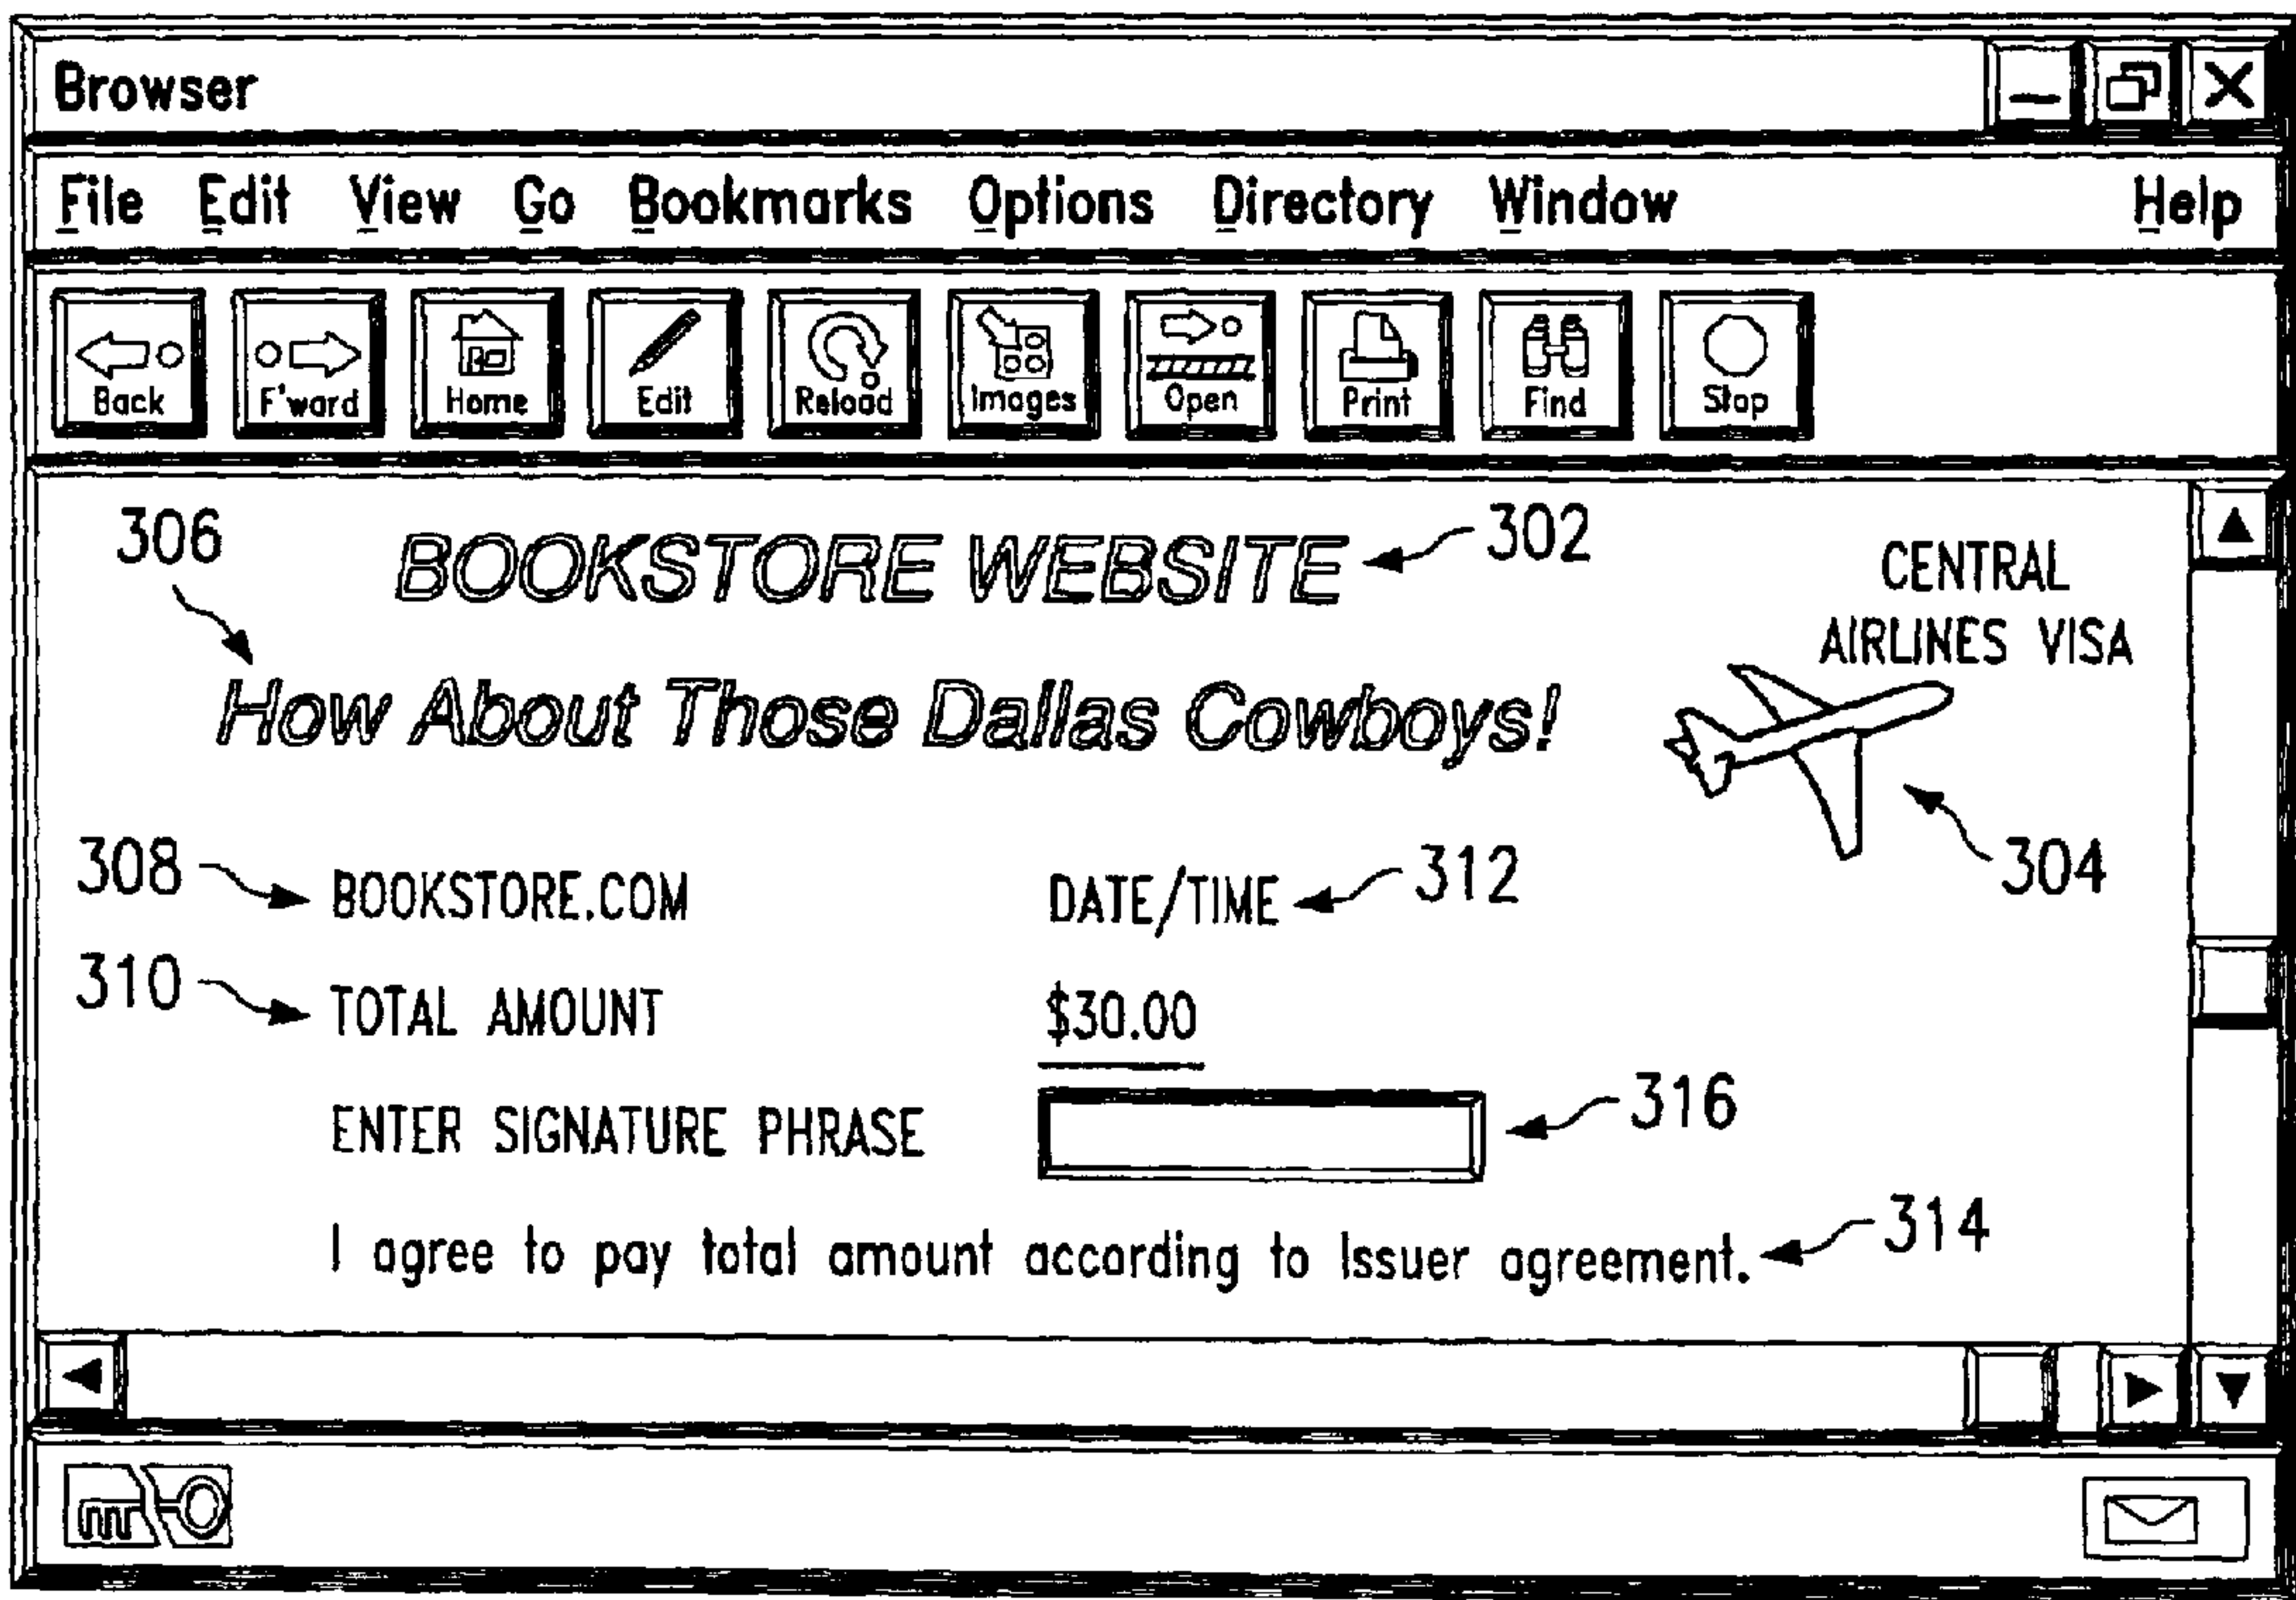 Browser
File Edit View Go Bookmarks Options Directory Window Help
Back F'ward Home Edit Reload Images Open Print Find Stop
306
BOOKSTORE WEBSITE 302
CENTRAL
AIRLINES VISA
How About Those Dallas Cowboys!
304
308 BOOKSTORE.COM DATE/TIME 312
310 TOTAL AMOUNT $30.00
ENTER SIGNATURE PHRASE 316
I agree to pay total amount according to Issuer agreement. 314